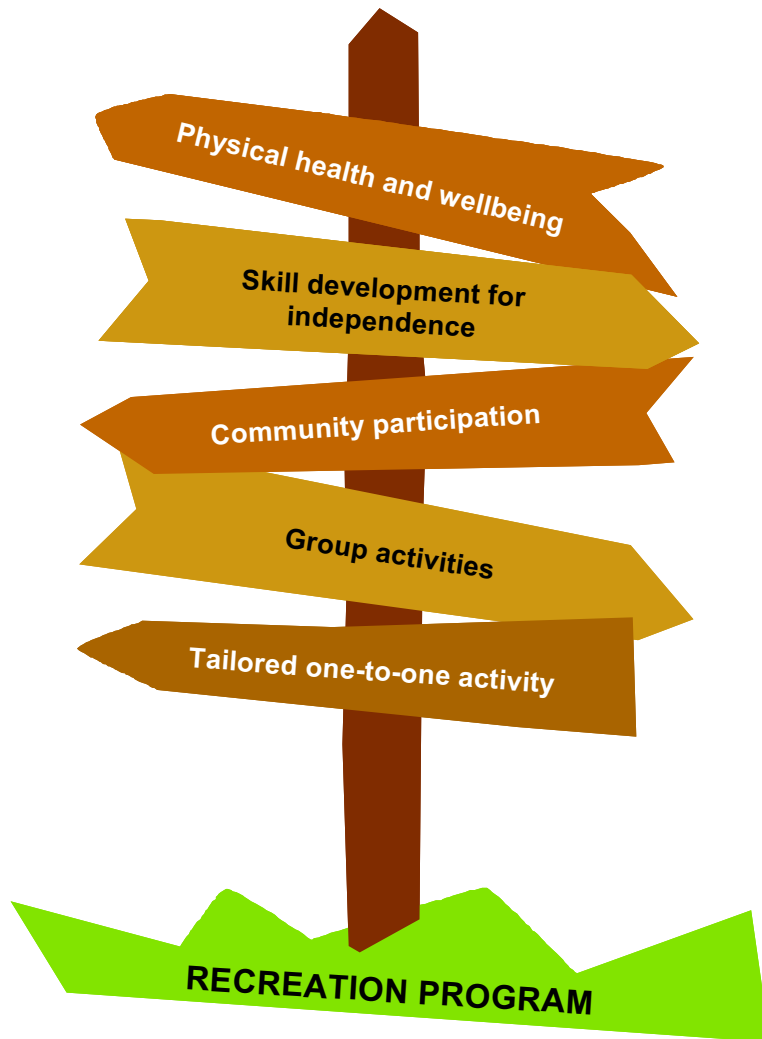 Physical health and wellbeing
Skill development for
independence
Community participation
Group activities
Tailored one-to-one activity
RECREATION PROGRAM